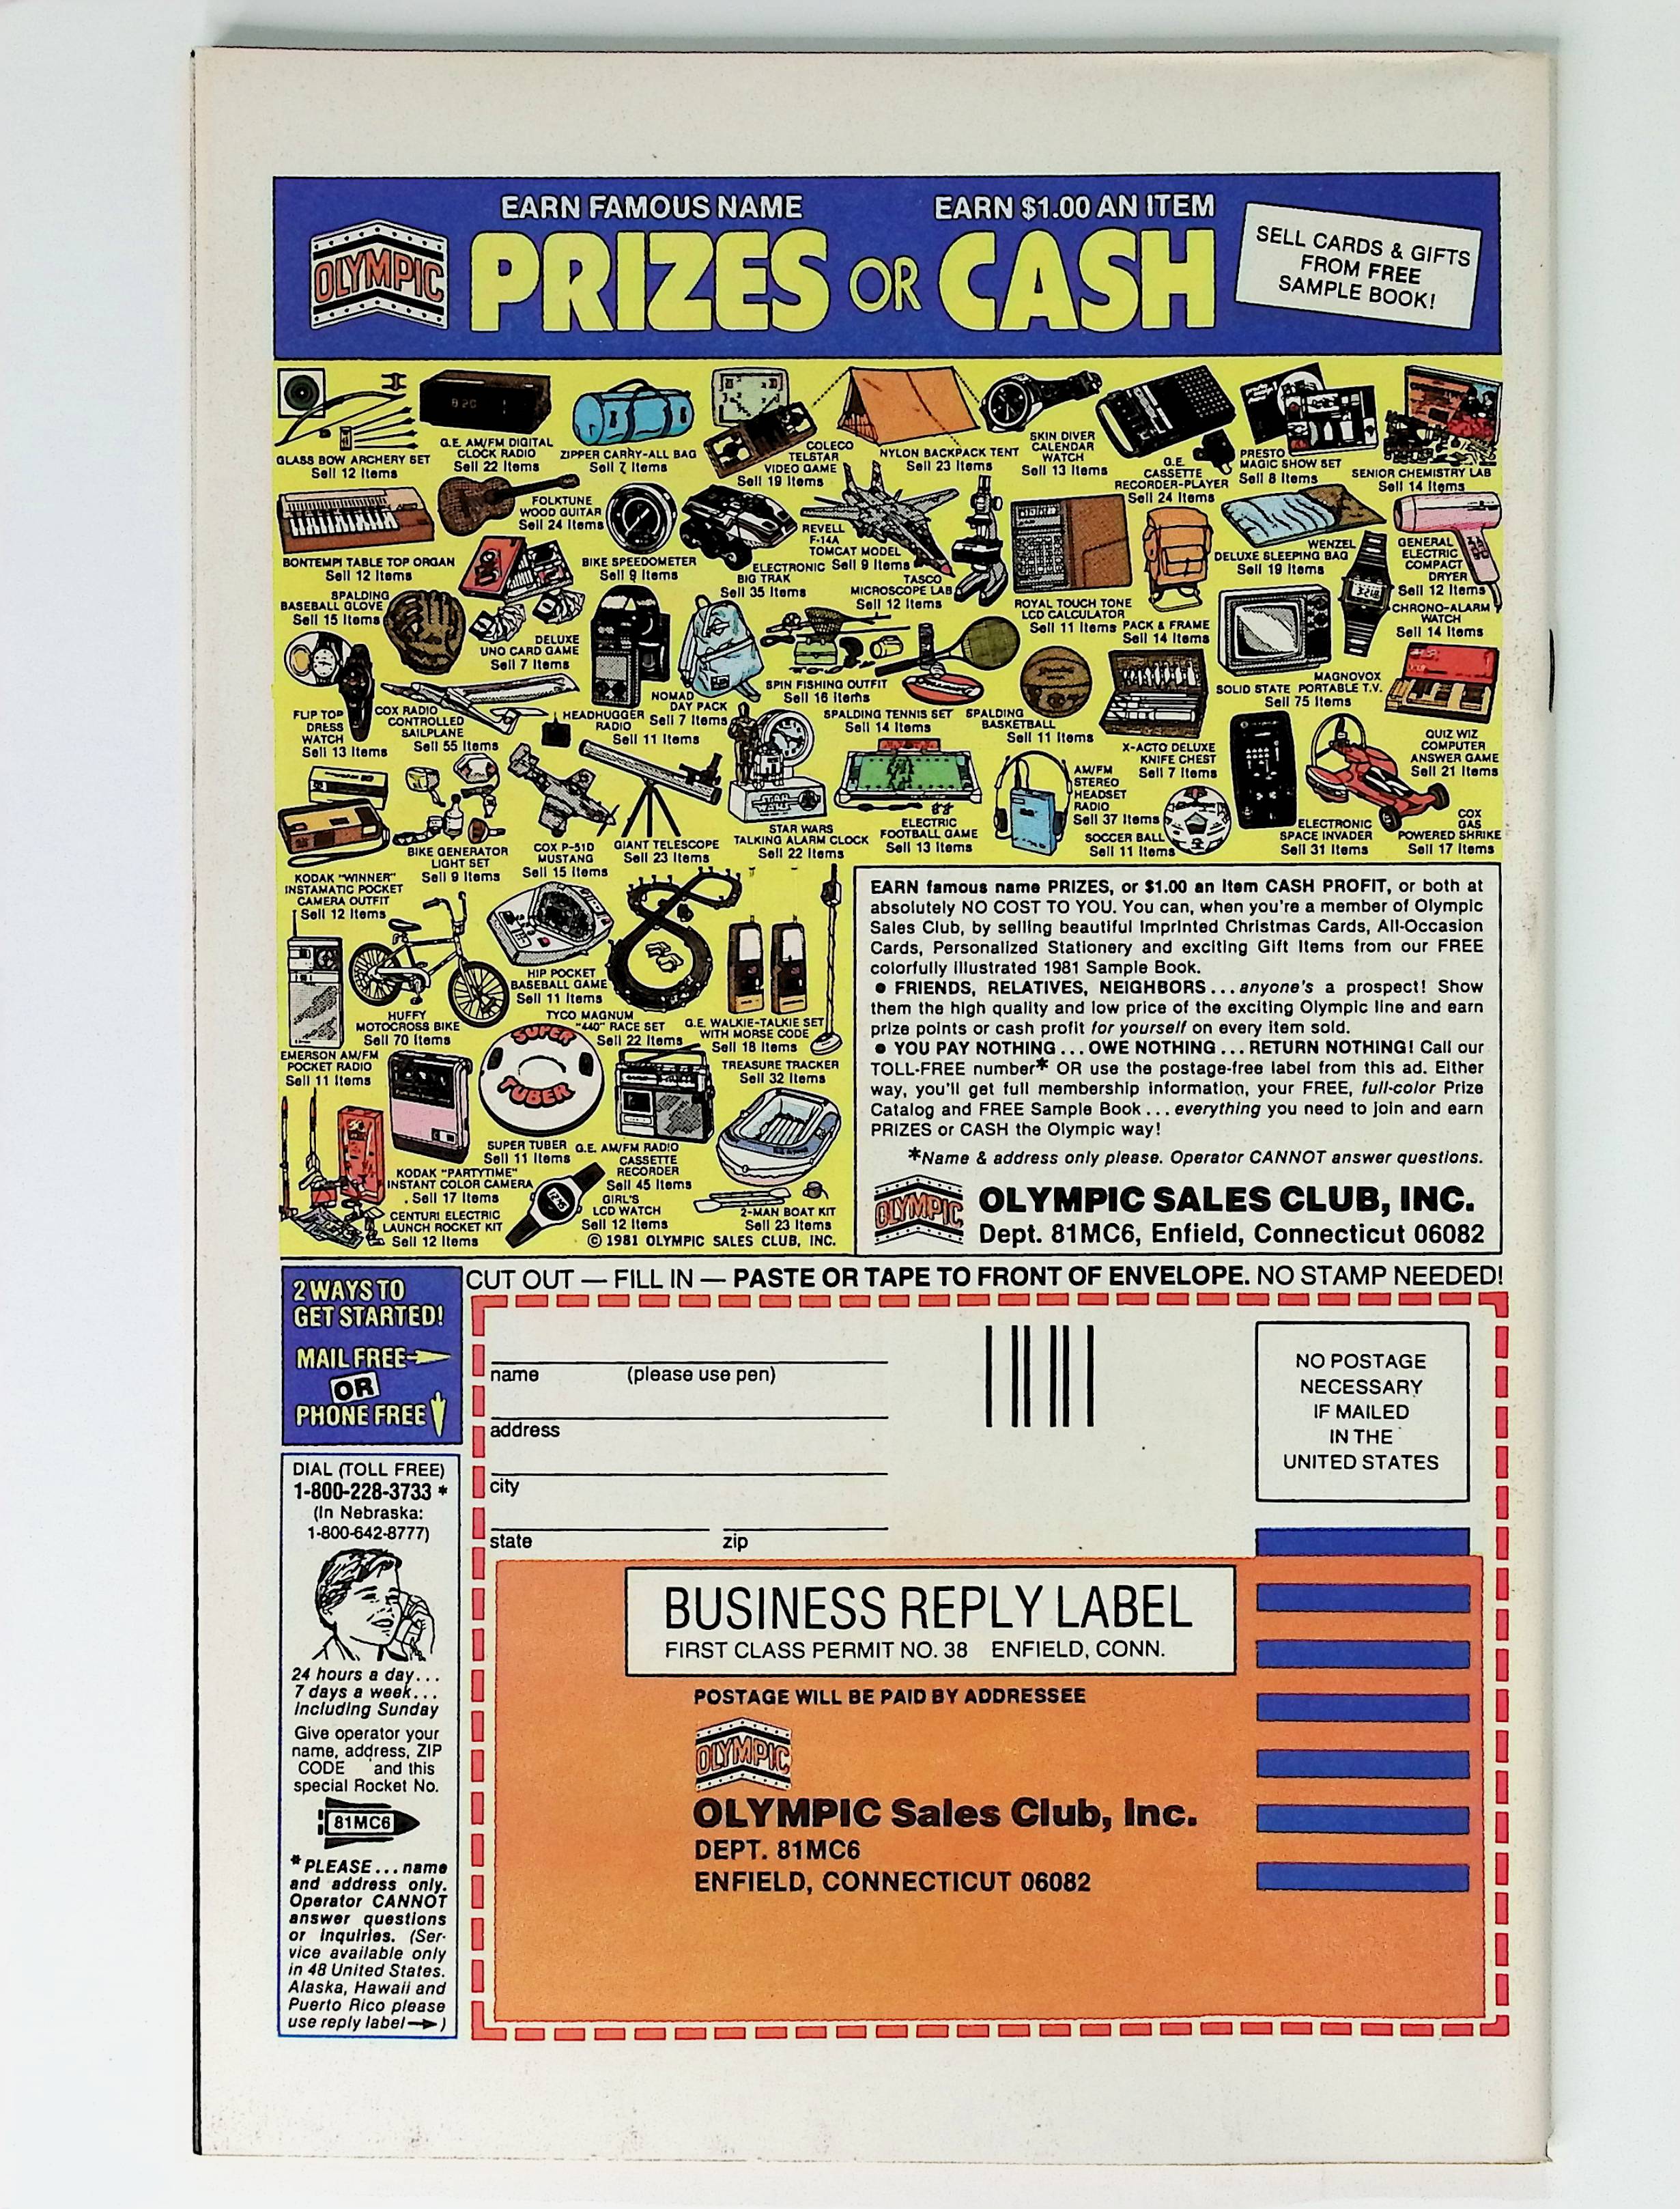 EARN FAMOUS NAME
EARN $1.00 AN ITEM
OLYMPIC
PRIZES OR CASH
SELL CARDS & GIFTS
FROM FREE
SAMPLE BOOK!
GLASS BOW ARCHERY SET
Sell 12 Items
G.E. AM/FM DIGITAL
CLOCK RADIO
Sell 22 Items
ZIPPER CARRY-ALL BAG
Sell 7 Items
COLECO
TELSTAR
VIDEO GAME
Sell 19 Items
NYLON BACKPACK TENT
Sell 23 Items
SKIN DIVER
CALENDAR
WATCH
Sell 13 Items
G.E.
CASSETTE
RECORDER-PLAYER
Sell 24 Items
PRESTO
MAGIC SHOW SET
Sell 8 Items
SENIOR CHEMISTRY LAB
Sell 14 Items
BONTEMPI TABLE TOP ORGAN
Sell 12 Items
FOLKTUNE
WOOD GUITAR
Sell 24 Items
BIKE SPEEDOMETER
Sell 9 Items
ELECTRONIC
BIG TRAK
Sell 35 Items
REVELL
F-14A
TOMCAT MODEL
Sell 9 Items
TASCO
MICROSCOPE LAB
Sell 12 Items
ROYAL TOUCH TONE
LCD CALCULATOR
Sell 11 Items
PACK & FRAME
Sell 14 Items
WENZEL
DELUXE SLEEPING BAG
Sell 19 Items
GENERAL
ELECTRIC
COMPACT
DRYER
Sell 12 Items
CHRONO-ALARM
WATCH
Sell 14 Items
SPALDING
BASEBALL GLOVE
Sell 15 Items
DELUXE
UNO CARD GAME
Sell 7 Items
FLIP TOP
DRESS
WATCH
Sell 13 Items
COX RADIO
CONTROLLED
SAILPLANE
Sell 55 Items
HEADHUGGER
RADIO
Sell 11 Items
NOMAD
DAY PACK
Sell 7 Items
SPIN FISHING OUTFIT
Sell 16 Items
SPALDING TENNIS SET
Sell 14 Items
SPALDING
BASKETBALL
Sell 11 Items
X-ACTO DELUXE
KNIFE CHEST
Sell 7 Items
MAGNOVOX
SOLID STATE PORTABLE T.V.
Sell 75 Items
QUIZ WIZ
COMPUTER
ANSWER GAME
Sell 21 Items
KODAK "WINNER"
INSTAMATIC POCKET
CAMERA OUTFIT
Sell 12 Items
BIKE GENERATOR
LIGHT SET
Sell 9 Items
COX P-51D
MUSTANG
Sell 15 Items
GIANT TELESCOPE
Sell 23 Items
STAR WARS
STAR WARS
TALKING ALARM CLOCK
Sell 22 Items
ELECTRIC
FOOTBALL GAME
Sell 13 Items
AM/FM
STEREO
HEADSET
RADIO
Sell 37 Items
SOCCER BALL
Sell 11 Items
ELECTRONIC
SPACE INVADER
Sell 31 Items
COX
GAS
POWERED SHRIKE
Sell 17 Items
EMERSON AM/FM
POCKET RADIO
Sell 11 Items
HUFFY
MOTOCROSS BIKE
Sell 70 Items
HIP POCKET
BASEBALL GAME
Sell 11 Items
TYCO MAGNUM
"440" RACE SET
Sell 22 Items
G.E. WALKIE-TALKIE SET
WITH MORSE CODE
Sell 18 Items
TREASURE TRACKER
Sell 32 Items
SUPER
TUBER
SUPER TUBER
Sell 11 Items
G.E. AM/FM RADIO
CASSETTE
RECORDER
Sell 45 Items
KODAK "PARTYTIME"
INSTANT COLOR CAMERA
Sell 17 Items
CENTURI ELECTRIC
LAUNCH ROCKET KIT
Sell 12 Items
GIRL'S
LCD WATCH
Sell 12 Items
2-MAN BOAT KIT
Sell 23 Items
© 1981 OLYMPIC SALES CLUB, INC.
EARN famous name PRIZES, or $1.00 an Item CASH PROFIT, or both at
absolutely NO COST TO YOU. You can, when you're a member of Olympic
Sales Club, by selling beautiful Imprinted Christmas Cards, All-Occasion
Cards, Personalized Stationery and exciting Gift Items from our FREE
colorfully Illustrated 1981 Sample Book.
● FRIENDS, RELATIVES, NEIGHBORS...anyone's a prospect! Show
them the high quality and low price of the exciting Olympic line and earn
prize points or cash profit for yourself on every item sold.
● YOU PAY NOTHING...OWE NOTHING...RETURN NOTHING! Call our
TOLL-FREE number* OR use the postage-free label from this ad. Either
way, you'll get full membership information, your FREE, full-color Prize
Catalog and FREE Sample Book...everything you need to join and earn
PRIZES or CASH the Olympic way!
*Name & address only please. Operator CANNOT answer questions.
OLYMPIC
OLYMPIC SALES CLUB, INC.
Dept. 81MC6, Enfield, Connecticut 06082
2 WAYS TO
GET STARTED!
MAIL FREE
OR
PHONE FREE
CUT OUT — FILL IN — PASTE OR TAPE TO FRONT OF ENVELOPE. NO STAMP NEEDED!
name (please use pen)
address
city
state zip
NO POSTAGE
NECESSARY
IF MAILED
IN THE
UNITED STATES
DIAL (TOLL FREE)
1-800-228-3733 *
(In Nebraska:
1-800-642-8777)
24 hours a day...
7 days a week...
Including Sunday
Give operator your
name, address, ZIP
CODE and this
special Rocket No.
81MC6
*PLEASE...name
and address only.
Operator CANNOT
answer questions
or Inquiries. (Ser-
vice available only
in 48 United States.
Alaska, Hawaii and
Puerto Rico please
use reply label→)
BUSINESS REPLY LABEL
FIRST CLASS PERMIT NO. 38 ENFIELD, CONN.
POSTAGE WILL BE PAID BY ADDRESSEE
OLYMPIC
OLYMPIC Sales Club, Inc.
DEPT. 81MC6
ENFIELD, CONNECTICUT 06082